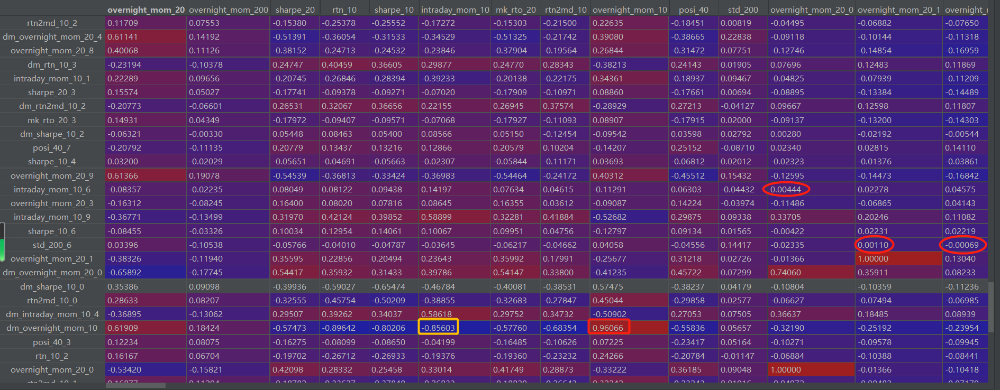 overnight_mom_20 overnight_mom_200 sharpe_20 rtn_10 sharpe_10 intraday_mom_10 mk_rto_20 rtn2md_10 overnight_mom_10 posi_40 std_200 overnight_mom_20_0 overnight_mom_20_1
rtn2md_10_2 0.11709 0.07553 -0.15380 -0.25378 -0.25552 -0.17272 -0.15303 -0.21500 0.22635 -0.18451 0.00819 -0.04495 -0.06882 -0.07650
dm_overnight_mom_20_4 0.61141 0.14192 -0.51391 -0.36054 -0.31533 -0.34529 -0.51325 -0.21742 0.39080 -0.38665 0.22838 -0.09118 -0.10144 -0.11318
overnight_mom_20_8 0.40068 0.11126 -0.38152 -0.24713 -0.24532 -0.23846 -0.37904 -0.19564 0.26844 -0.31472 0.07751 -0.12746 -0.14854 -0.16959
dm_rtn_10_3 -0.23194 -0.10378 0.24747 0.40459 0.36605 0.29877 0.24770 0.28343 -0.38213 0.24143 0.01905 0.07696 0.12483 0.11869
intraday_mom_10_1 0.22289 0.09656 -0.20745 -0.26846 -0.28394 -0.39233 -0.20138 -0.22175 0.34361 -0.18937 0.09467 -0.04825 -0.07939 -0.11209
sharpe_20_3 0.15574 0.05027 -0.17741 -0.09378 -0.09271 -0.07020 -0.17909 -0.10971 0.08860 -0.17661 0.00694 -0.08895 -0.13384 -0.14489
dm_rtn2md_10_2 -0.20773 -0.06601 0.26531 0.32067 0.36656 0.22155 0.26945 0.37574 -0.28929 0.27213 -0.04127 0.09667 0.12598 0.11807
mk_rto_20_3 0.14931 0.04349 -0.17972 -0.09407 -0.09571 -0.07068 -0.17927 -0.11093 0.08907 -0.17915 0.02000 -0.09137 -0.13200 -0.14303
dm_sharpe_10_2 -0.06321 -0.00330 0.05448 0.08463 0.05400 0.08566 0.05150 -0.12454 -0.09542 0.03598 0.02792 0.00280 -0.02192 -0.00544
posi_40_7 -0.20792 -0.11135 0.20779 0.13437 0.13216 0.12866 0.20579 0.10204 -0.14207 0.25152 -0.08710 0.02340 0.02815 0.14110
sharpe_10_4 0.03200 -0.02029 -0.05651 -0.04691 -0.05663 -0.02307 -0.05844 -0.11171 0.03693 -0.06812 0.02012 -0.02323 -0.01376 -0.03861
overnight_mom_20_9 0.61366 0.19078 -0.54539 -0.36813 -0.33424 -0.36983 -0.54464 -0.24172 0.40312 -0.45512 0.15432 -0.12595 -0.14473 -0.16842
intraday_mom_10_6 -0.08357 -0.02235 0.08049 0.08122 0.09438 0.14197 0.07634 0.04615 -0.11291 0.06303 -0.04432 0.00444 0.02278 0.04575
overnight_mom_20_3 -0.16312 -0.08245 0.16400 0.08020 0.07816 0.08645 0.16355 0.03612 -0.09087 0.14224 -0.03974 -0.11486 -0.06865 0.04143
intraday_mom_10_9 -0.36771 -0.13499 0.31970 0.42124 0.39852 0.58899 0.32281 0.41884 -0.52682 0.29875 0.09338 0.33705 0.20246 0.11082
sharpe_10_6 -0.08455 -0.03326 0.10034 0.12954 0.14061 0.10067 0.09951 0.04756 -0.12797 0.09134 0.01565 -0.00422 0.02231 0.02219
std_200_6 0.03396 -0.10538 -0.05766 -0.04010 -0.04787 -0.03645 -0.06217 -0.04662 0.04058 -0.04556 0.14417 -0.02335 0.00110 -0.00069
overnight_mom_20_1 -0.38326 -0.11940 0.35595 0.22856 0.20494 0.23643 0.35992 0.17991 -0.25677 0.31218 0.02726 -0.01366 1.00000 0.13040
dm_overnight_mom_20_0 -0.65892 -0.17745 0.54417 0.35932 0.31433 0.39786 0.54147 0.33800 -0.41235 0.45722 0.07299 0.74060 0.35911 0.08233
dm_sharpe_10_0 0.35386 0.09098 -0.39936 -0.59027 -0.65474 -0.46784 -0.40081 -0.38531 0.57475 -0.38237 0.04179 -0.10804 -0.10359 -0.11236
rtn2md_10_0 0.28633 0.08207 -0.32555 -0.45754 -0.50209 -0.38855 -0.32683 -0.27847 0.45044 -0.29858 0.02577 -0.06627 -0.07494 -0.06985
dm_intraday_mom_10_4 -0.36895 -0.13062 0.29507 0.39262 0.34037 0.58618 0.29752 0.34732 -0.50902 0.27053 0.07505 0.36637 0.18485 0.08939
dm_overnight_mom_10 0.61909 0.18424 -0.57473 -0.89642 -0.80206 -0.85603 -0.57760 -0.68354 0.96066 -0.55836 0.05657 -0.32190 -0.25192 -0.23954
posi_40_3 0.12234 0.08075 -0.16275 -0.08099 -0.08650 -0.04199 -0.16485 -0.10626 0.07225 -0.23417 0.05164 -0.10271 -0.09578 -0.09945
rtn_10_2 0.16167 0.06704 -0.19702 -0.26712 -0.26933 -0.19376 -0.19360 -0.23232 0.24266 -0.20784 -0.01147 -0.06884 -0.10388 -0.08441
overnight_mom_20_0 -0.53420 -0.15821 0.42098 0.28332 0.25458 0.33014 0.41749 0.28873 -0.33222 0.36185 0.09048 1.00000 -0.01366 -0.10418